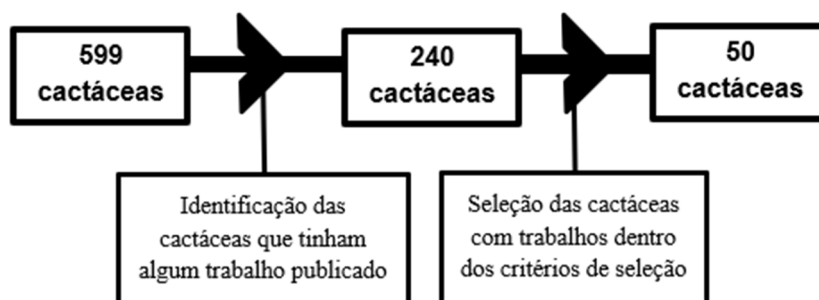 599
cactáceas
240
cactáceas
50
cactáceas
Identificação das
cactáceas que tinham
algum trabalho publicado
Seleção das cactáceas
com trabalhos dentro
dos critérios de seleção